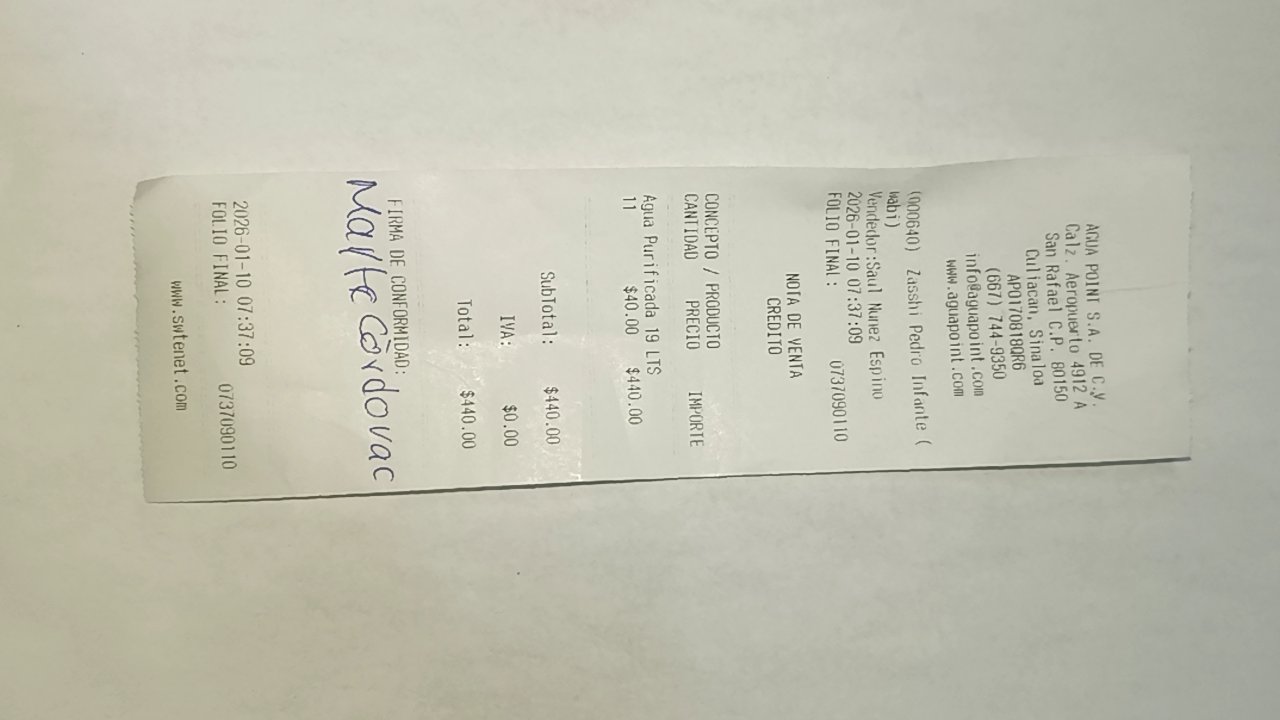 AGUA POINT S.A. DE C.V.
Calz. Aeropuerto 4912 A
San Rafael C.P. 80150
Culiacan, Sinaloa
APO170818QR6
(667) 744-9350
info@aguapoint.com
www.aguapoint.com
(000640) Zasshi Pedro Infante (
wabi)
Vendedor:Saul Nunez Espino
2026-01-10 07:37:09
FOLIO FINAL: 0737090110
NOTA DE VENTA
CREDITO
CONCEPTO / PRODUCTO
CANTIDAD PRECIO IMPORTE
Agua Purificada 19 LTS
11 $40.00 $440.00
SubTotal: $440.00
IVA: $0.00
Total: $440.00
FIRMA DE CONFORMIDAD:
Mayte Còrdova C
2026-01-10 07:37:09
FOLIO FINAL: 0737090110
www.swtenet.com